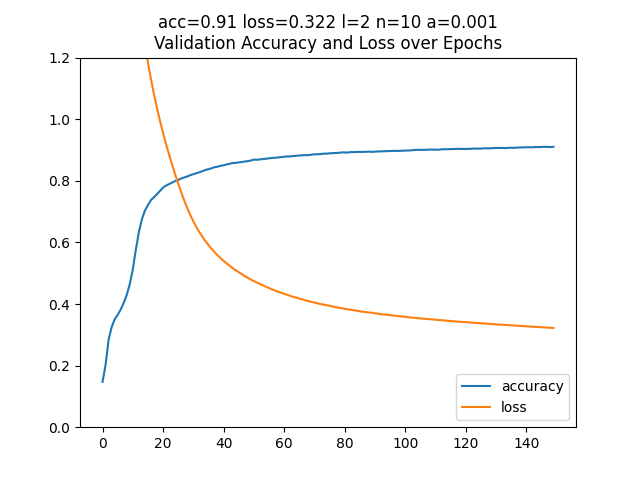 acc=0.91 loss=0.322 l=2 n=10 a=0.001
Validation Accuracy and Loss over Epochs
1.2
1.0
0.8
0.6
0.4
0.2
0.0
accuracy
loss
0 20 40 60 80 100 120 140